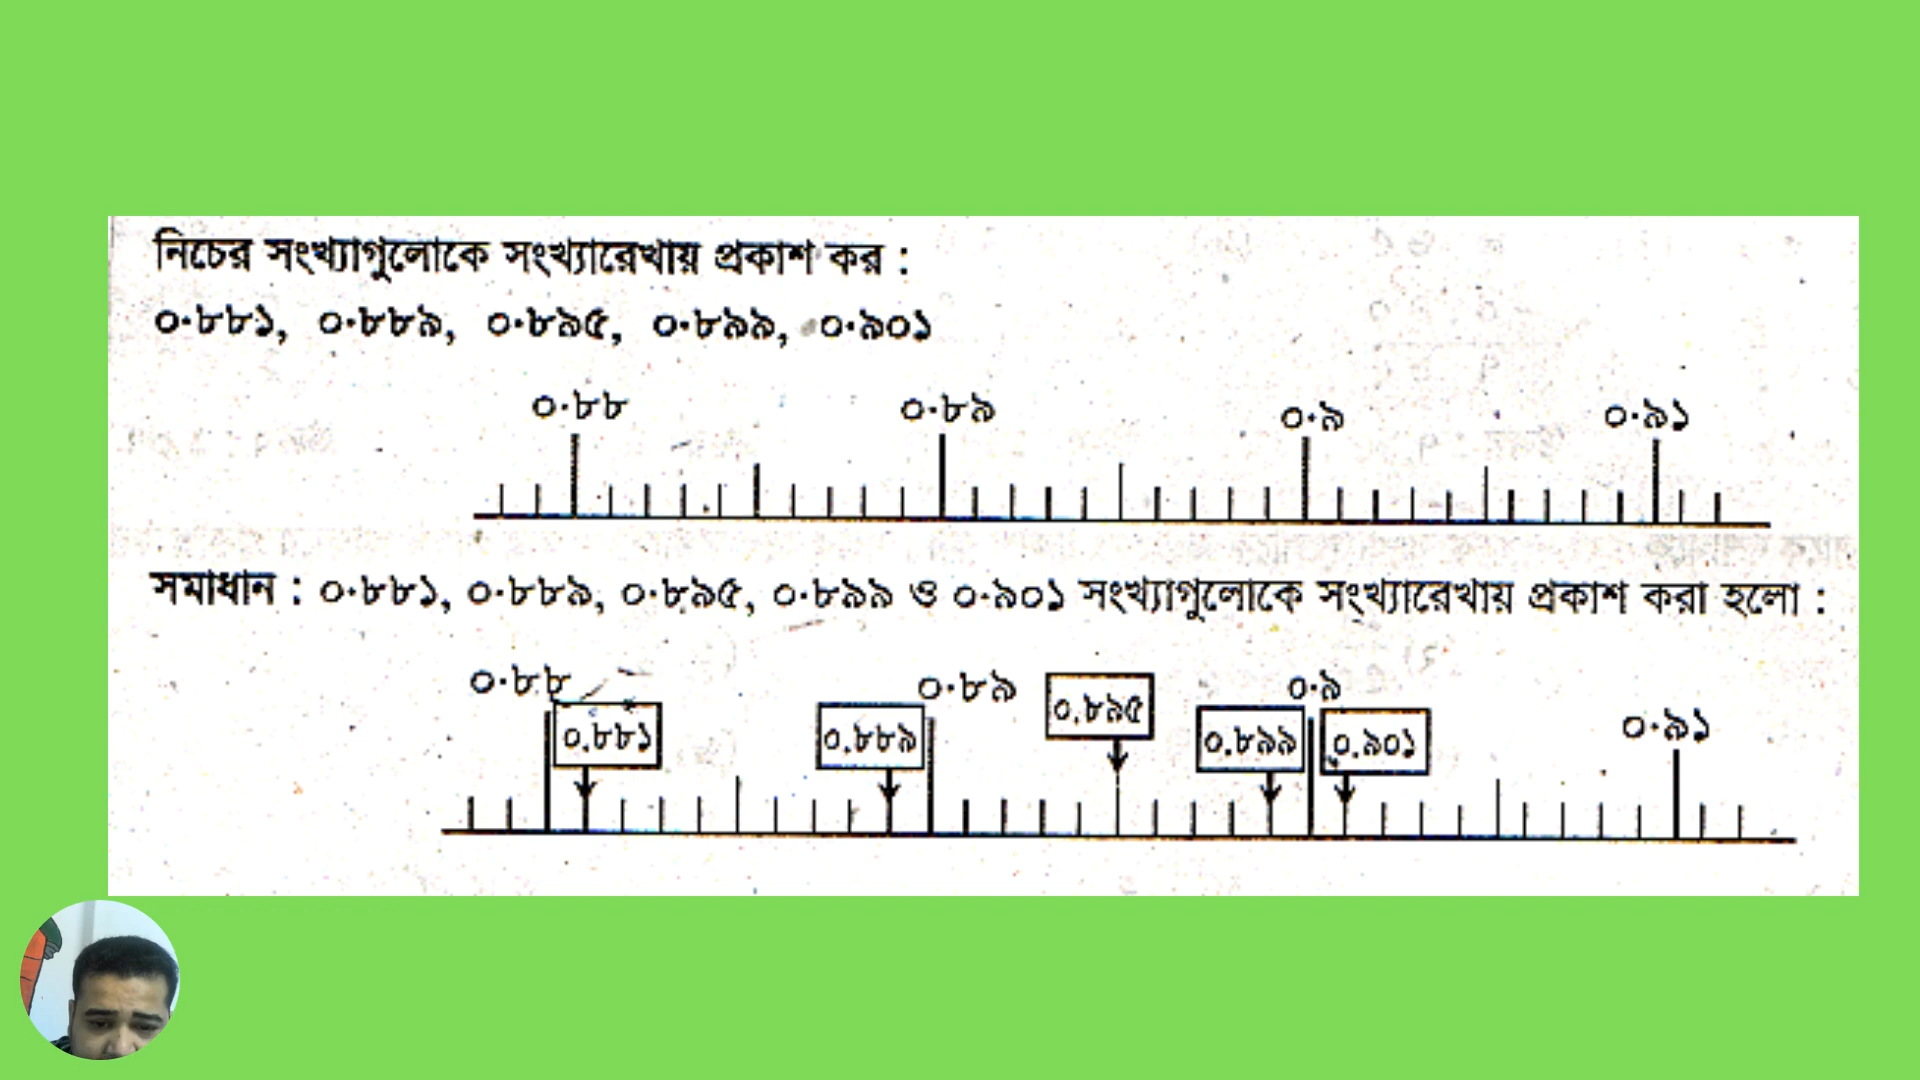 নিচের সংখ্যাগুলোকে সংখ্যারেখায় প্রকাশ কর :
০·৮৮১, ০·৮৮৯, ০·৮৯৫, ০·৮৯৯, ০·৯০১
০·৮৮ ০·৮৯ ০·৯ ০·৯১
সমাধান : ০·৮৮১, ০·৮৮৯, ০·৮৯৫, ০·৮৯৯ ও ০·৯০১ সংখ্যাগুলোকে সংখ্যারেখায় প্রকাশ করা হলো :
০·৮৮ ০·৮৯ ০.৮৯৫ ০·৯ ০·৯১
০.৮৮১ ০.৮৮৯ ০.৮৯৯ ০.৯০১